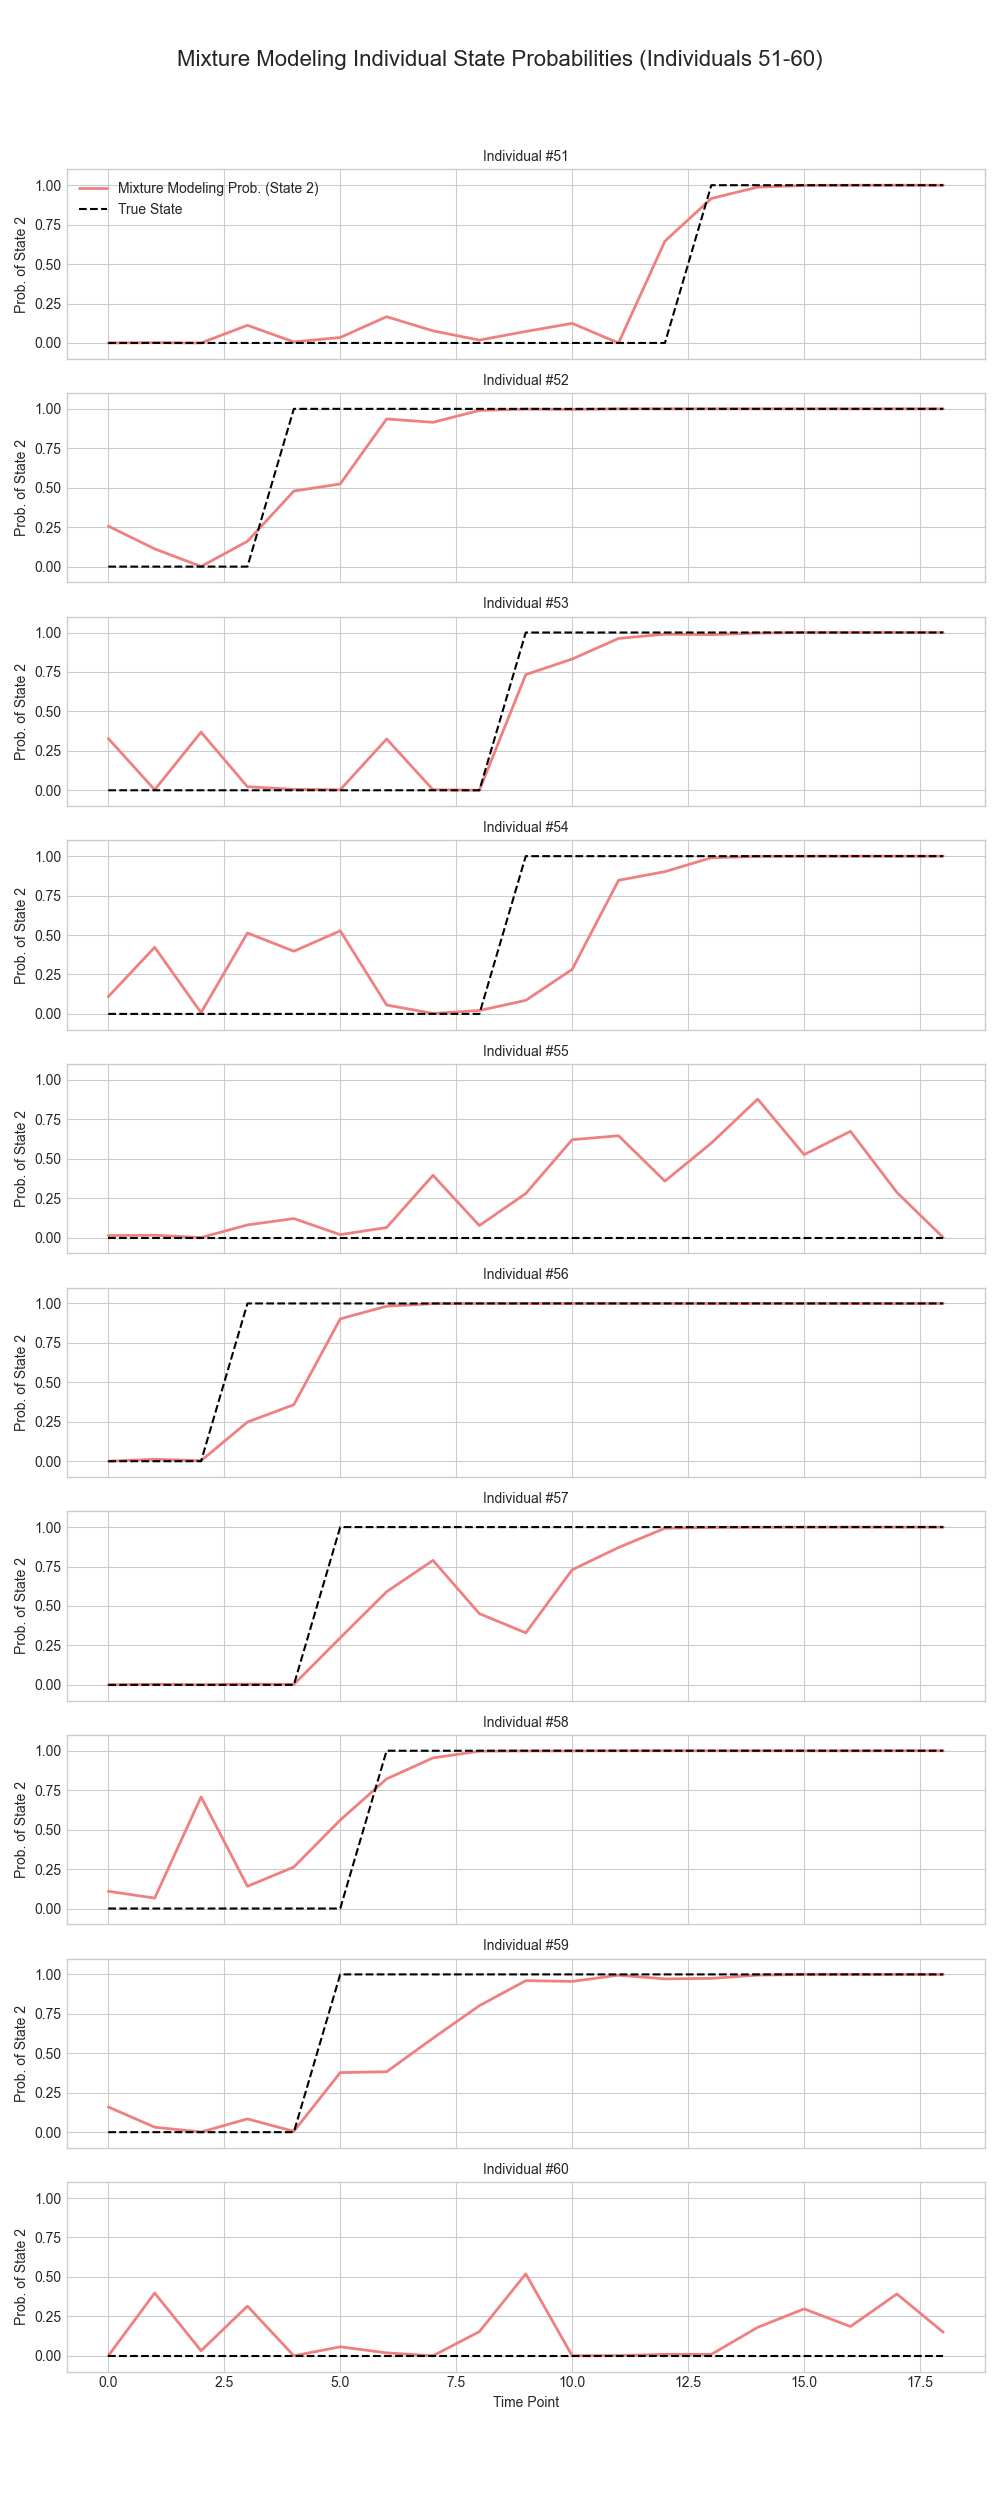 Mixture Modeling Individual State Probabilities (Individuals 51-60)
Individual #51
Mixture Modeling Prob. (State 2)
True State
1.00
0.75
0.50
0.25
0.00
Prob. of State 2
Individual #52
1.00
0.75
0.50
0.25
0.00
Prob. of State 2
Individual #53
1.00
0.75
0.50
0.25
0.00
Prob. of State 2
Individual #54
1.00
0.75
0.50
0.25
0.00
Prob. of State 2
Individual #55
1.00
0.75
0.50
0.25
0.00
Prob. of State 2
Individual #56
1.00
0.75
0.50
0.25
0.00
Prob. of State 2
Individual #57
1.00
0.75
0.50
0.25
0.00
Prob. of State 2
Individual #58
1.00
0.75
0.50
0.25
0.00
Prob. of State 2
Individual #59
1.00
0.75
0.50
0.25
0.00
Prob. of State 2
Individual #60
1.00
0.75
0.50
0.25
0.00
Prob. of State 2
0.0 2.5 5.0 7.5 10.0 12.5 15.0 17.5
Time Point